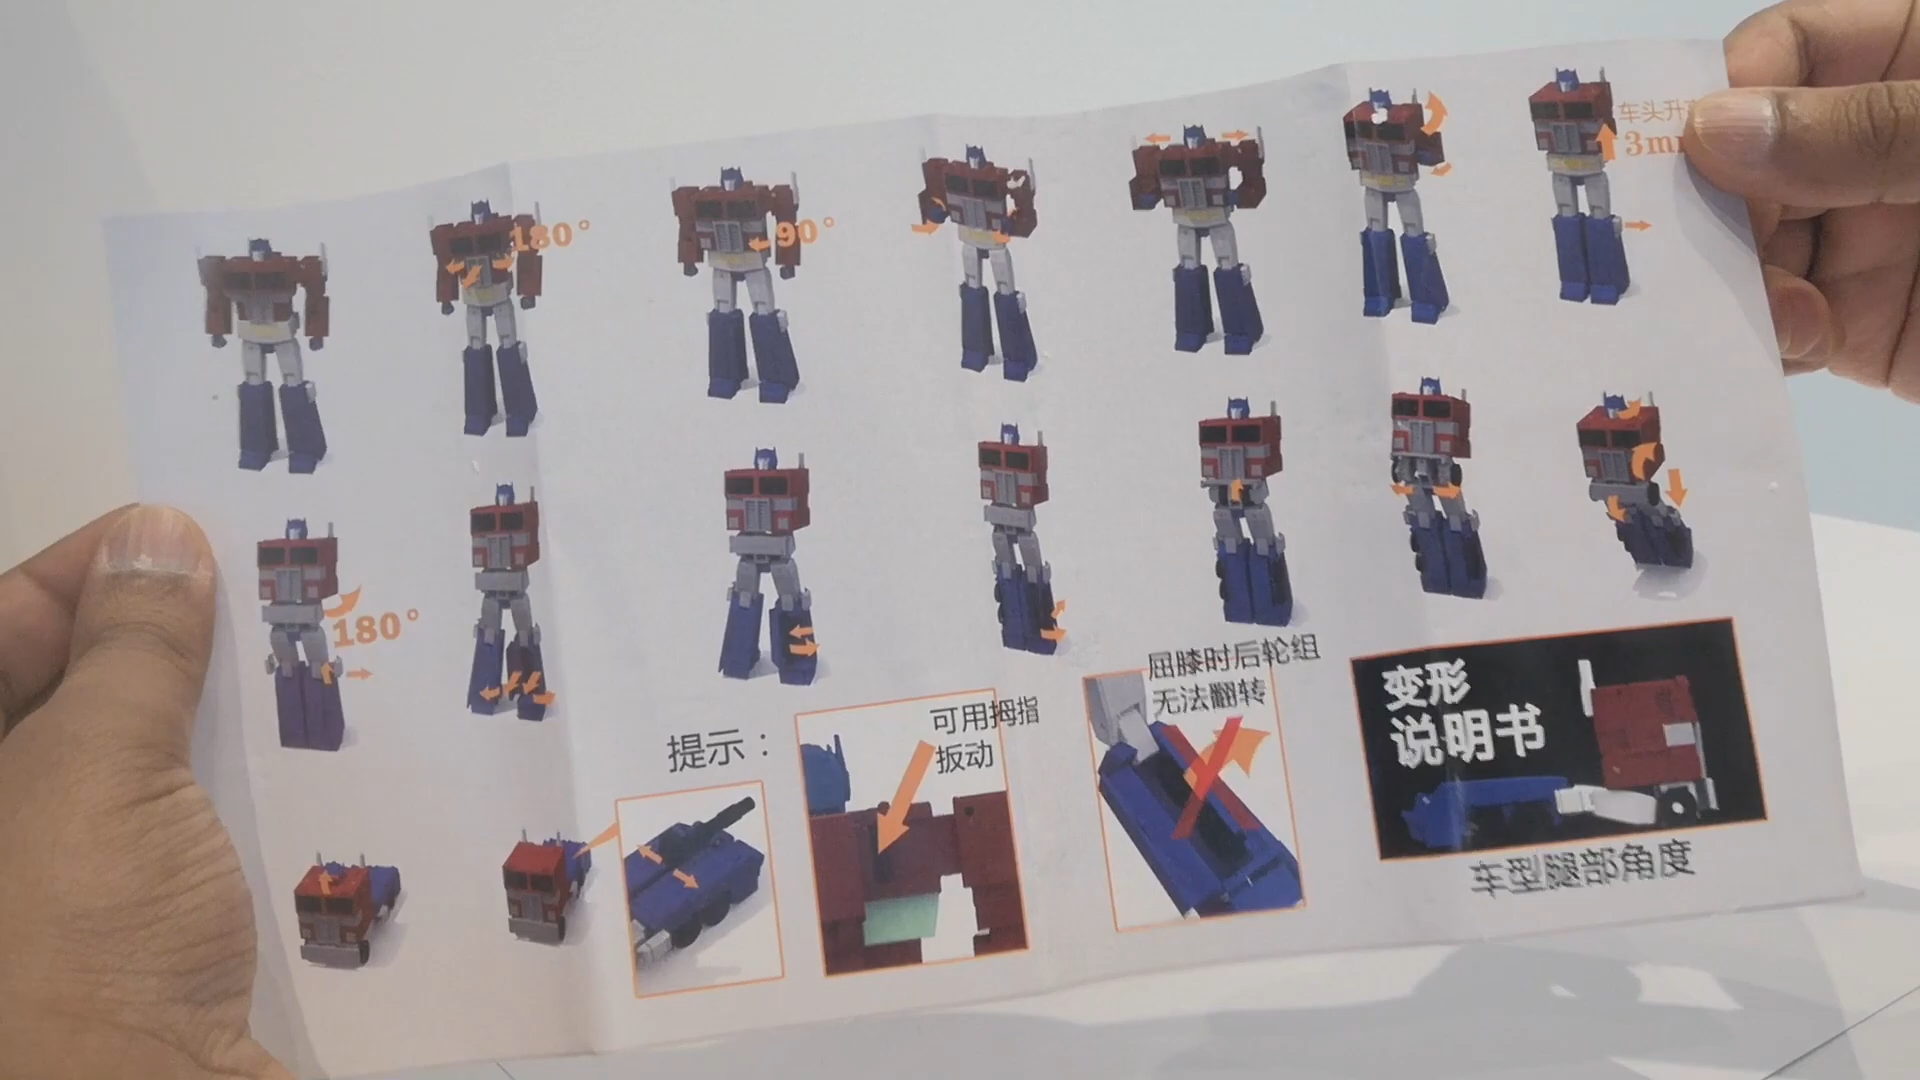 180°
90°
车头升
3m
180°
提示：
可用拇指
扳动
屈膝时后轮组
无法翻转
变形
说明书
车型腿部角度